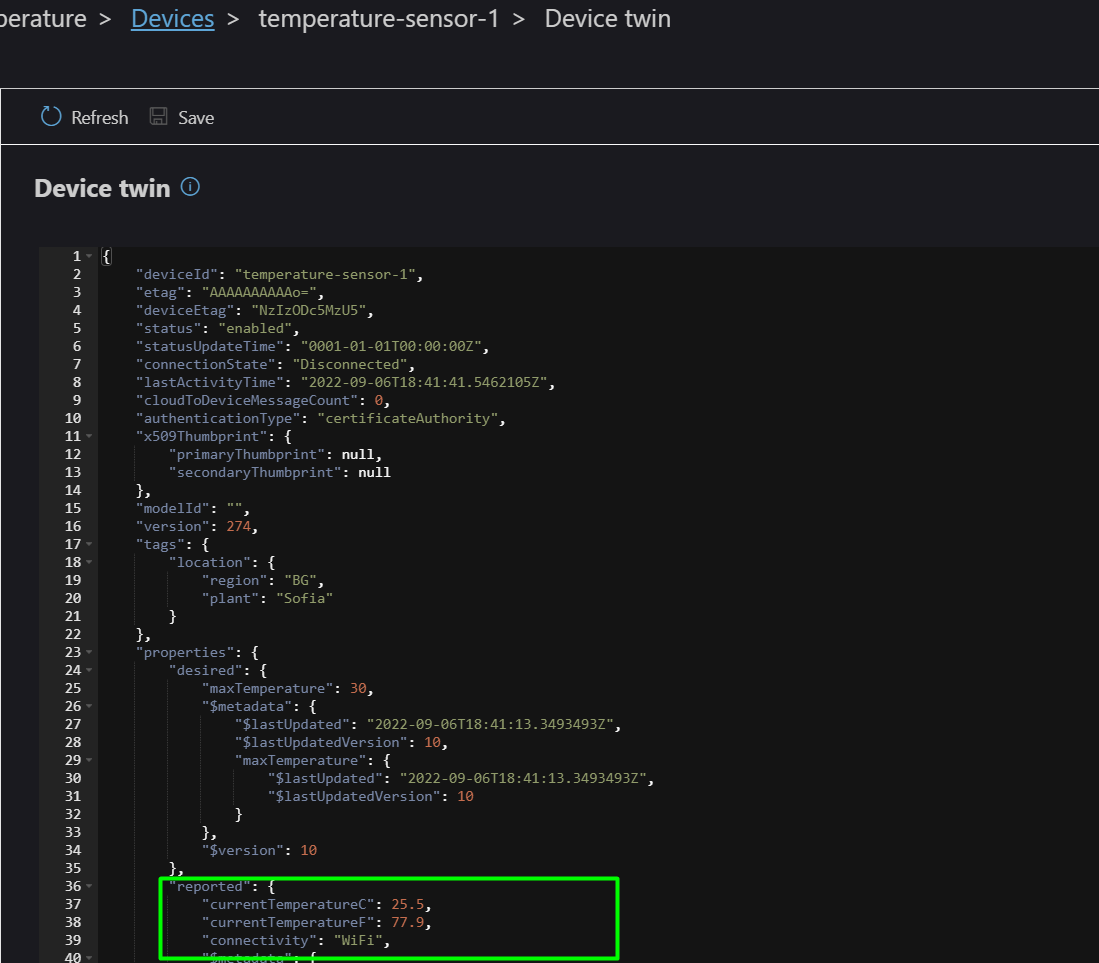 perature > Devices > temperature-sensor-1 > Device twin
Refresh Save
Device twin
1 {
2 "deviceId": "temperature-sensor-1",
3 "etag": "AAAAAAAAAAo=",
4 "deviceEtag": "NzIzODc5MzU5",
5 "status": "enabled",
6 "statusUpdateTime": "0001-01-01T00:00:00Z",
7 "connectionState": "Disconnected",
8 "lastActivityTime": "2022-09-06T18:41:41.5462105Z",
9 "cloudToDeviceMessageCount": 0,
10 "authenticationType": "certificateAuthority",
11 "x509Thumbprint": {
12 "primaryThumbprint": null,
13 "secondaryThumbprint": null
14 },
15 "modelId": "",
16 "version": 274,
17 "tags": {
18 "location": {
19 "region": "BG",
20 "plant": "Sofia"
21 }
22 },
23 "properties": {
24 "desired": {
25 "maxTemperature": 30,
26 "$metadata": {
27 "$lastUpdated": "2022-09-06T18:41:13.3493493Z",
28 "$lastUpdatedVersion": 10,
29 "maxTemperature": {
30 "$lastUpdated": "2022-09-06T18:41:13.3493493Z",
31 "$lastUpdatedVersion": 10
32 }
33 },
34 "$version": 10
35 },
36 "reported": {
37 "currentTemperatureC": 25.5,
38 "currentTemperatureF": 77.9,
39 "connectivity": "WiFi",
40 "$metadata": {